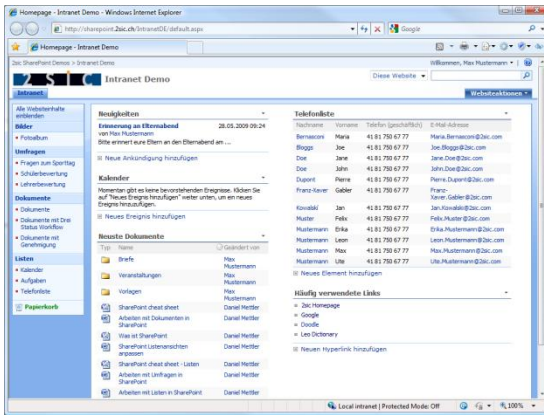 Homepage - Intranet Demo - Windows Internet Explorer
http://sharepoint.2sic.ch/IntranetDE/default.aspx
Google
Homepage - Intranet Demo
2sic SharePoint Demos > Intranet Demo
Willkommen, Max Mustermann
2SIC
Intranet Demo
Diese Website
Intranet
Websiteaktionen
Alle Websiteinhalte
einblenden
Bilder
Fotoalbum
Umfragen
Fragen zum Sporttag
Schülerbewertung
Lehrerbewertung
Dokumente
Dokumente
Dokumente mit Drei
Status Workflow
Dokumente mit
Genehmigung
Listen
Kalender
Aufgaben
Telefonliste
Papierkorb
Neuigkeiten
Erinnerung an Elternabend 28.05.2009 09:24
von Max Mustermann
Bitte erinnert eure Eltern an den Elternabend am ...
Neue Ankündigung hinzufügen
Kalender
Momentan gibt es keine bevorstehenden Ereignisse. Klicken Sie
auf "Neues Ereignis hinzufügen" weiter unten, um ein neues
Ereignis hinzuzufügen.
Neues Ereignis hinzufügen
Neuste Dokumente
Typ Name Geändert von
Briefe Max
Mustermann
Veranstaltungen Max
Mustermann
Vorlagen Max
Mustermann
SharePoint cheat sheet Daniel Mettler
Arbeiten mit Dokumenten in Daniel Mettler
SharePoint
Was ist SharePoint Daniel Mettler
SharePoint Listenansichten Daniel Mettler
anpassen
SharePoint cheat sheet - Listen Daniel Mettler
Arbeiten mit Umfragen in Daniel Mettler
SharePoint
Arbeiten mit Listen in SharePoint Daniel Mettler
Telefonliste
Nachname Vorname Telefon (geschäftlich) E-Mail-Adresse
Bernasconi Maria +41 81 750 67 77 Maria.Bernasconi@2sic.com
Bloggs Joe +41 81 750 67 77 Joe.Bloggs@2sic.com
Doe Jane +41 81 750 67 77 Jane.Doe@2sic.com
Doe John +41 81 750 67 77 John.Doe@2sic.com
Dupont Pierre +41 81 750 67 77 Pierre.Dupont@2sic.com
Franz-Xaver Gabler +41 81 750 67 77 Franz-
Xaver.Gabler@2sic.com
Kowalski Jan +41 81 750 67 77 Jan.Kowalski@2sic.com
Muster Felix +41 81 750 67 77 Felix.Muster@2sic.com
Mustermann Erika +41 81 750 67 77 Erika.Mustermann@2sic.com
Mustermann Leon +41 81 750 67 77 Leon.Mustermann@2sic.com
Mustermann Max +41 81 750 67 77 Max.Mustermann@2sic.com
Mustermann Ute +41 81 750 67 77 Ute.Mustermann@2sic.com
Neues Element hinzufügen
Häufig verwendete Links
2sic Homepage
Google
Doodle
Leo Dictionary
Neuen Hyperlink hinzufügen
Local intranet | Protected Mode: Off
100%